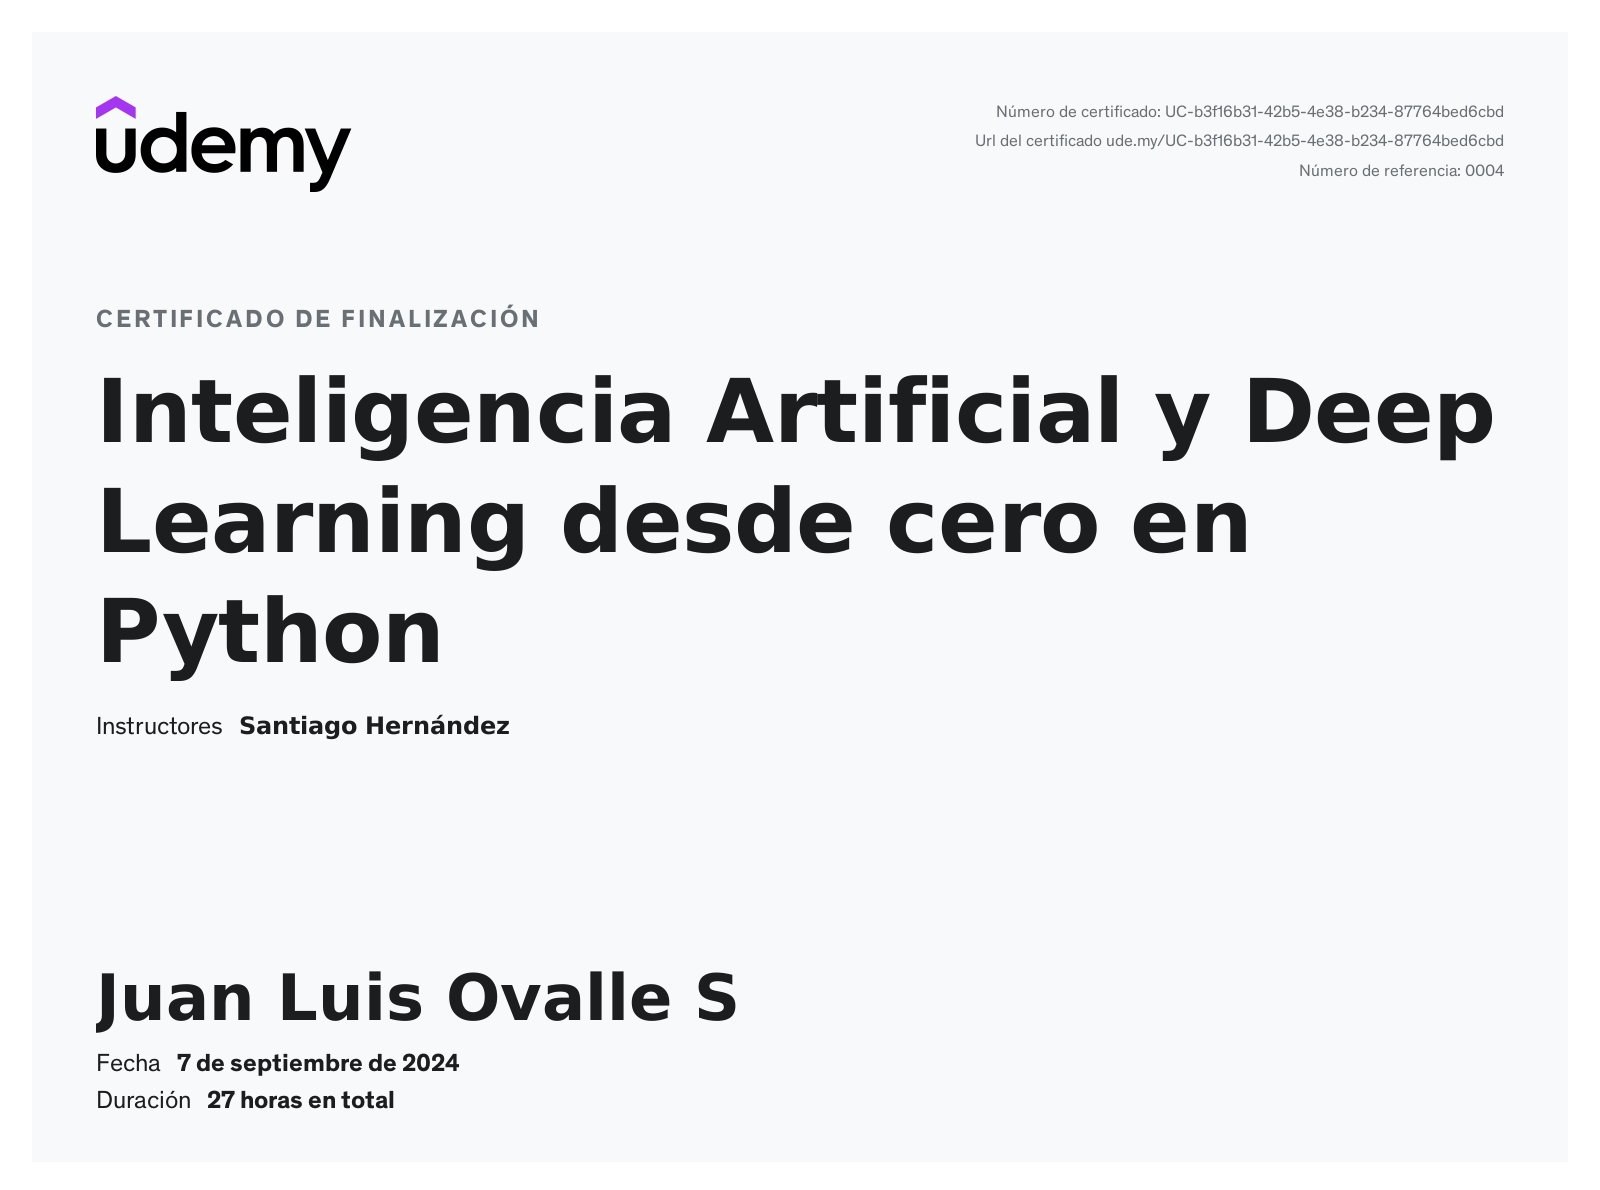 udemy
Número de certificado: UC-b3f16b31-42b5-4e38-b234-87764bed6cbd
Url del certificado ude.my/UC-b3f16b31-42b5-4e38-b234-87764bed6cbd
Número de referencia: 0004
CERTIFICADO DE FINALIZACIÓN
Inteligencia Artificial y Deep
Learning desde cero en
Python
Instructores Santiago Hernández
Juan Luis Ovalle S
Fecha 7 de septiembre de 2024
Duración 27 horas en total